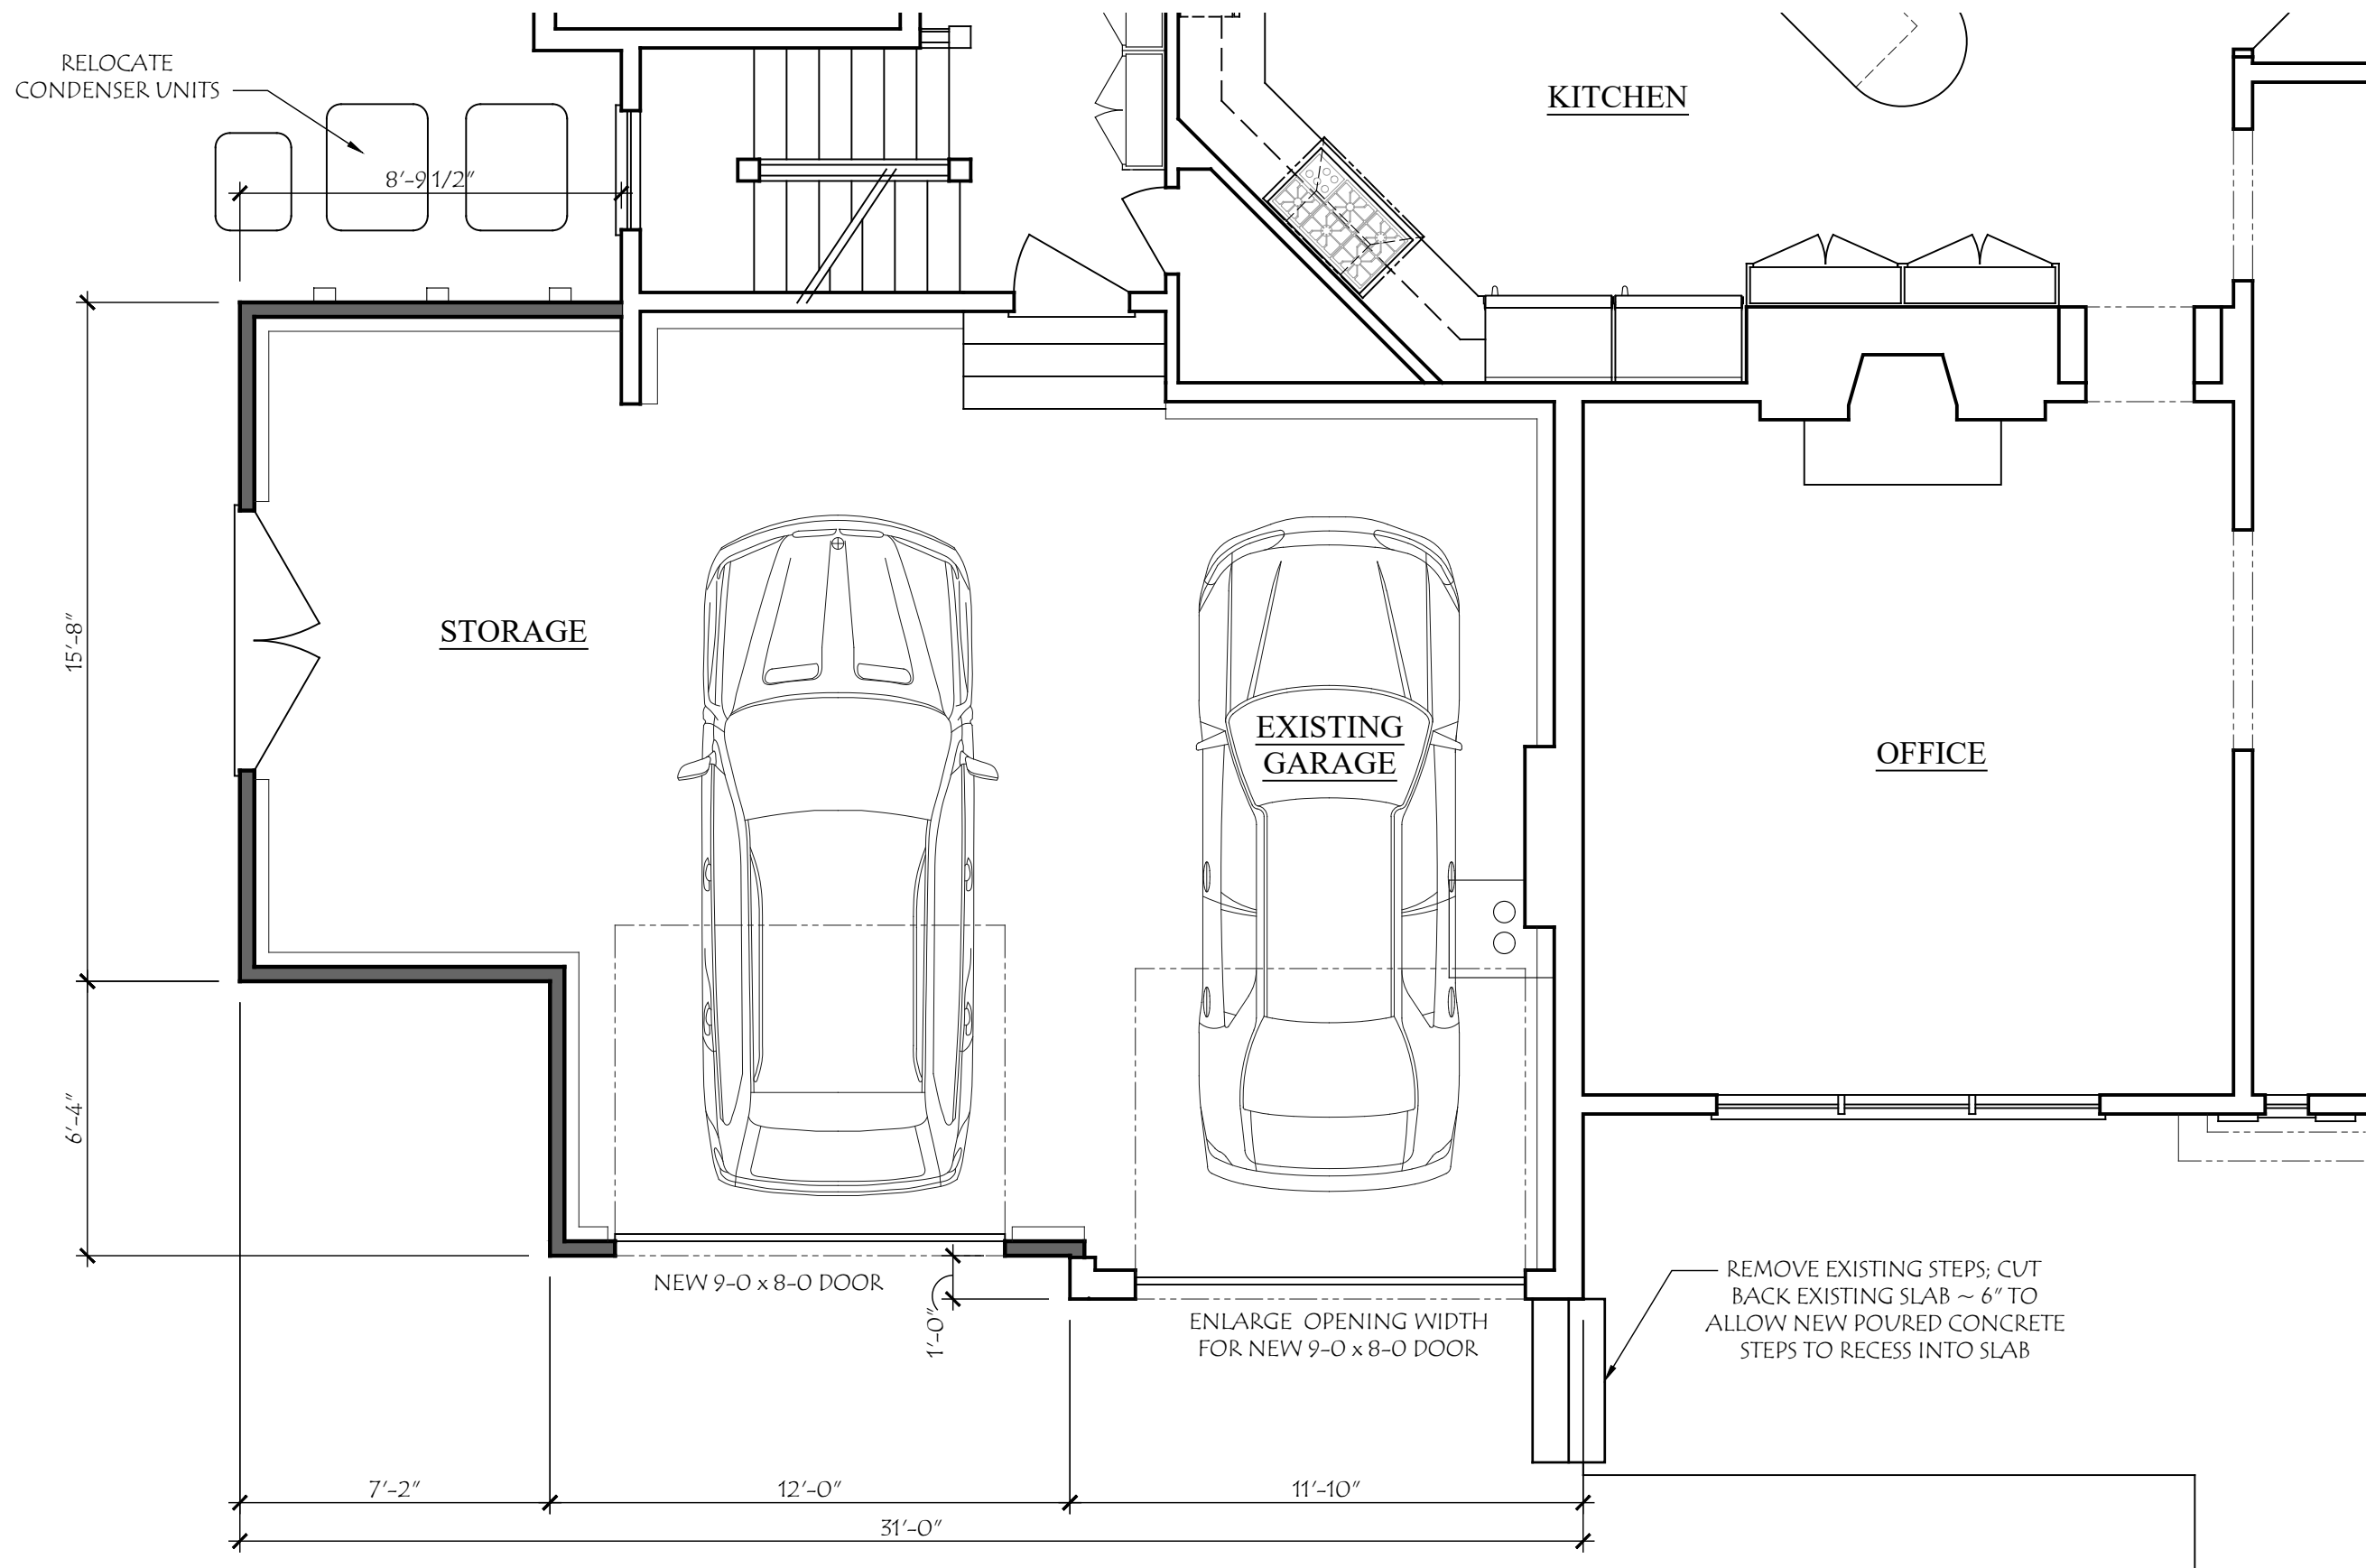 RELOCATE
CONDENSER UNITS
KITCHEN
8'-9 1/2"
15'-8"
STORAGE
EXISTING
GARAGE
OFFICE
6'-4"
NEW 9-0 x 8-0 DOOR
1'-0"
ENLARGE OPENING WIDTH
FOR NEW 9-0 x 8-0 DOOR
REMOVE EXISTING STEPS; CUT
BACK EXISTING SLAB ~ 6" TO
ALLOW NEW POURED CONCRETE
STEPS TO RECESS INTO SLAB
7'-2"
12'-0"
11'-10"
31'-0"